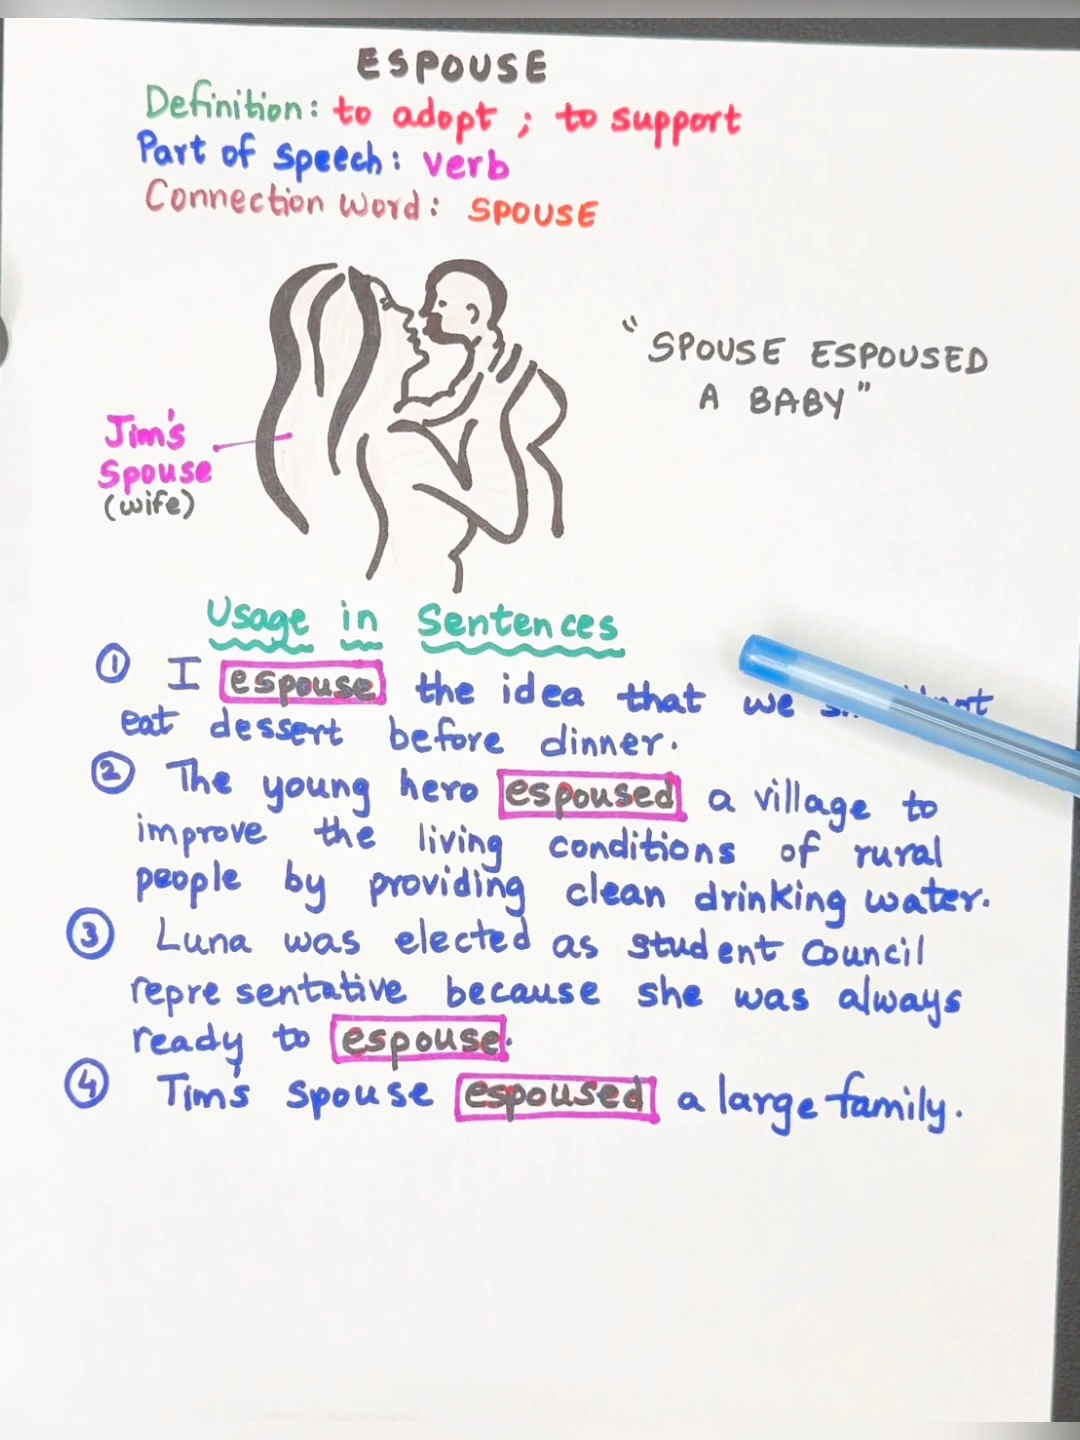 ESPOUSE
Definition: to adopt ; to support
Part of speech: verb
Connection word: SPOUSE
"SPOUSE ESPOUSED
A BABY"
Jim's
Spouse
(wife)
Usage in Sentences
① I espouse the idea that we
eat dessert before dinner.
② The young hero espoused a village to
improve the living conditions of rural
people by providing clean drinking water.
③ Luna was elected as student council
repre sentative because she was always
ready to espouse.
④ Tim's spouse espoused a large family.